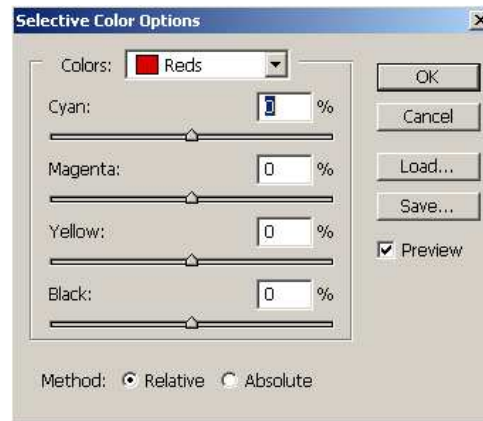 Selective Color Options
Colors: Reds
OK
Cyan: 0 %
Cancel
Magenta: 0 %
Load...
Save...
Yellow: 0 %
Preview
Black: 0 %
Method: Relative Absolute